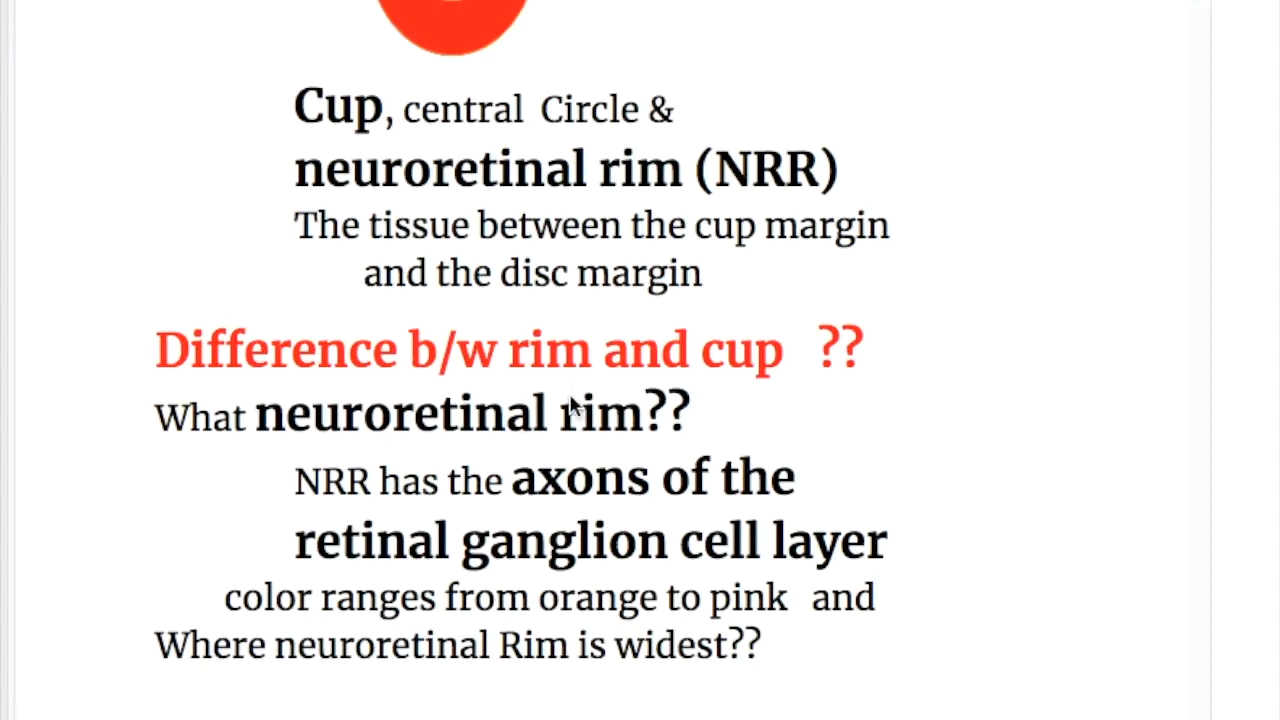 Cup, central Circle &
neuroretinal rim (NRR)
The tissue between the cup margin
and the disc margin
Difference b/w rim and cup ??
What neuroretinal rim??
NRR has the axons of the
retinal ganglion cell layer
color ranges from orange to pink and
Where neuroretinal Rim is widest??